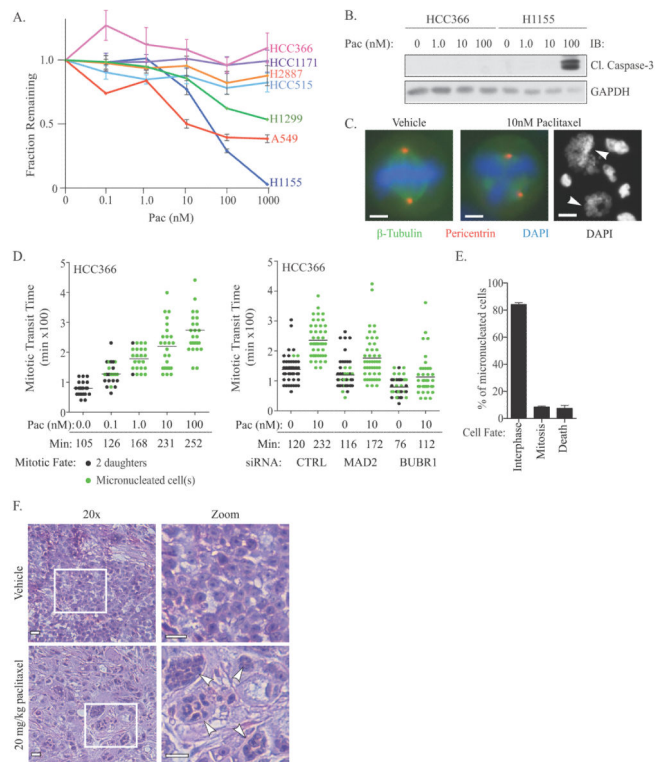 A.
HCC366
HCC1171
H2887
HCC515
H1299
A549
H1155
1.0
0.5
0
Fraction Remaining
0 0.1 1.0 10 100 1000
Pac (nM)
B.
HCC366 H1155
Pac (nM): 0 1.0 10 100 0 1.0 10 100 IB:
Cl. Caspase-3
GAPDH
C.
Vehicle 10nM Paclitaxel
β-Tubulin Pericentrin DAPI DAPI
D.
HCC366
Mitotic Transit Time
(min x100)
5
4
3
2
1
0
Pac (nM): 0.0 0.1 1.0 10 100
Min: 105 126 168 231 252
Mitotic Fate: 2 daughters
Micronucleated cell(s)
HCC366
Mitotic Transit Time
(min x100)
5
4
3
2
1
0
Pac (nM): 0 10 0 10 0 10
Min: 120 232 116 172 76 112
siRNA: CTRL MAD2 BUBR1
E.
% of micronucleated cells
100
80
60
40
20
0
Cell Fate:
Interphase
Mitosis
Death
F.
20x Zoom
Vehicle
20 mg/kg paclitaxel